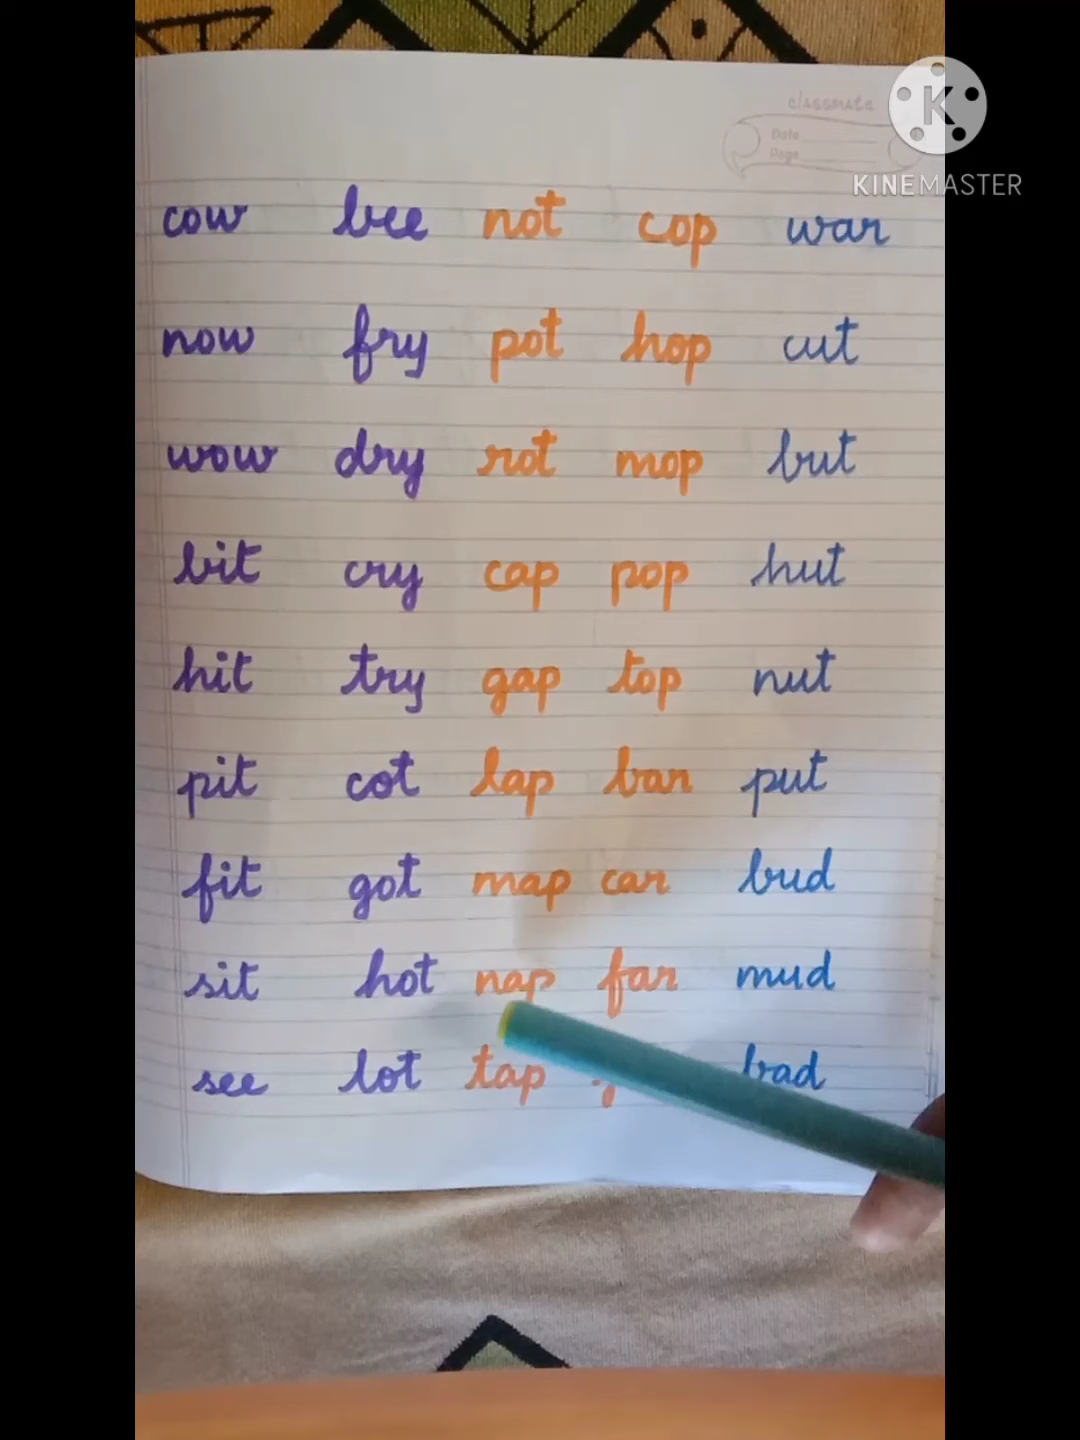 classmate
Date
Page
KINEMASTER
cow bee not cop war
now fry pot hop cut
wow dry rot mop but
bit cry cap pop hut
hit try gap top nut
pit cot lap bar put
fit got map car bud
sit hot nap far mud
see lot tap bad